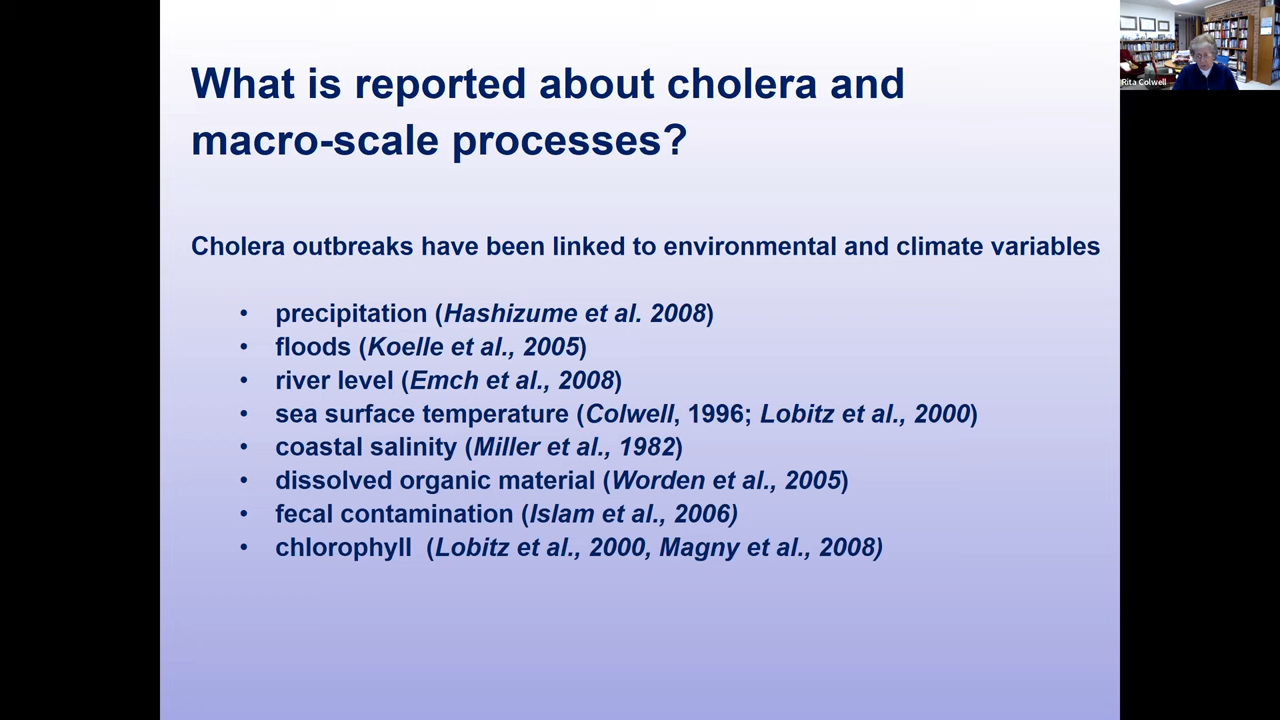 What is reported about cholera and
macro-scale processes?
Cholera outbreaks have been linked to environmental and climate variables
• precipitation (Hashizume et al. 2008)
• floods (Koelle et al., 2005)
• river level (Emch et al., 2008)
• sea surface temperature (Colwell, 1996; Lobitz et al., 2000)
• coastal salinity (Miller et al., 1982)
• dissolved organic material (Worden et al., 2005)
• fecal contamination (Islam et al., 2006)
• chlorophyll (Lobitz et al., 2000, Magny et al., 2008)
Rita Colwell